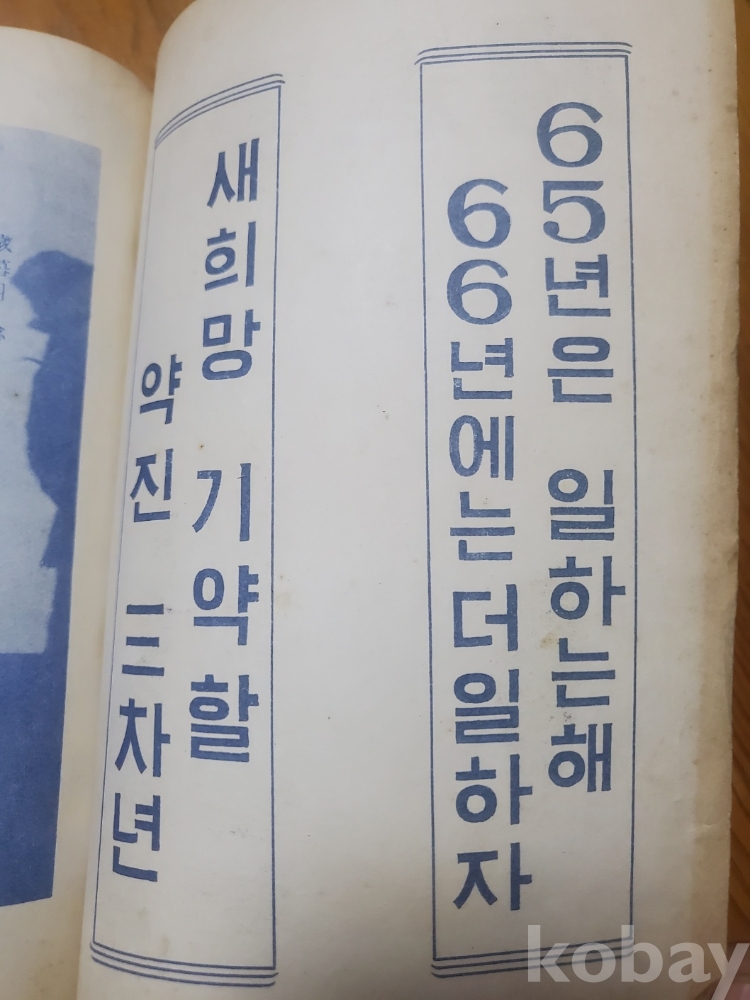 65년은 일하는해
66년에는 더일하자
새희망 기약할
약진 三차년
kobay